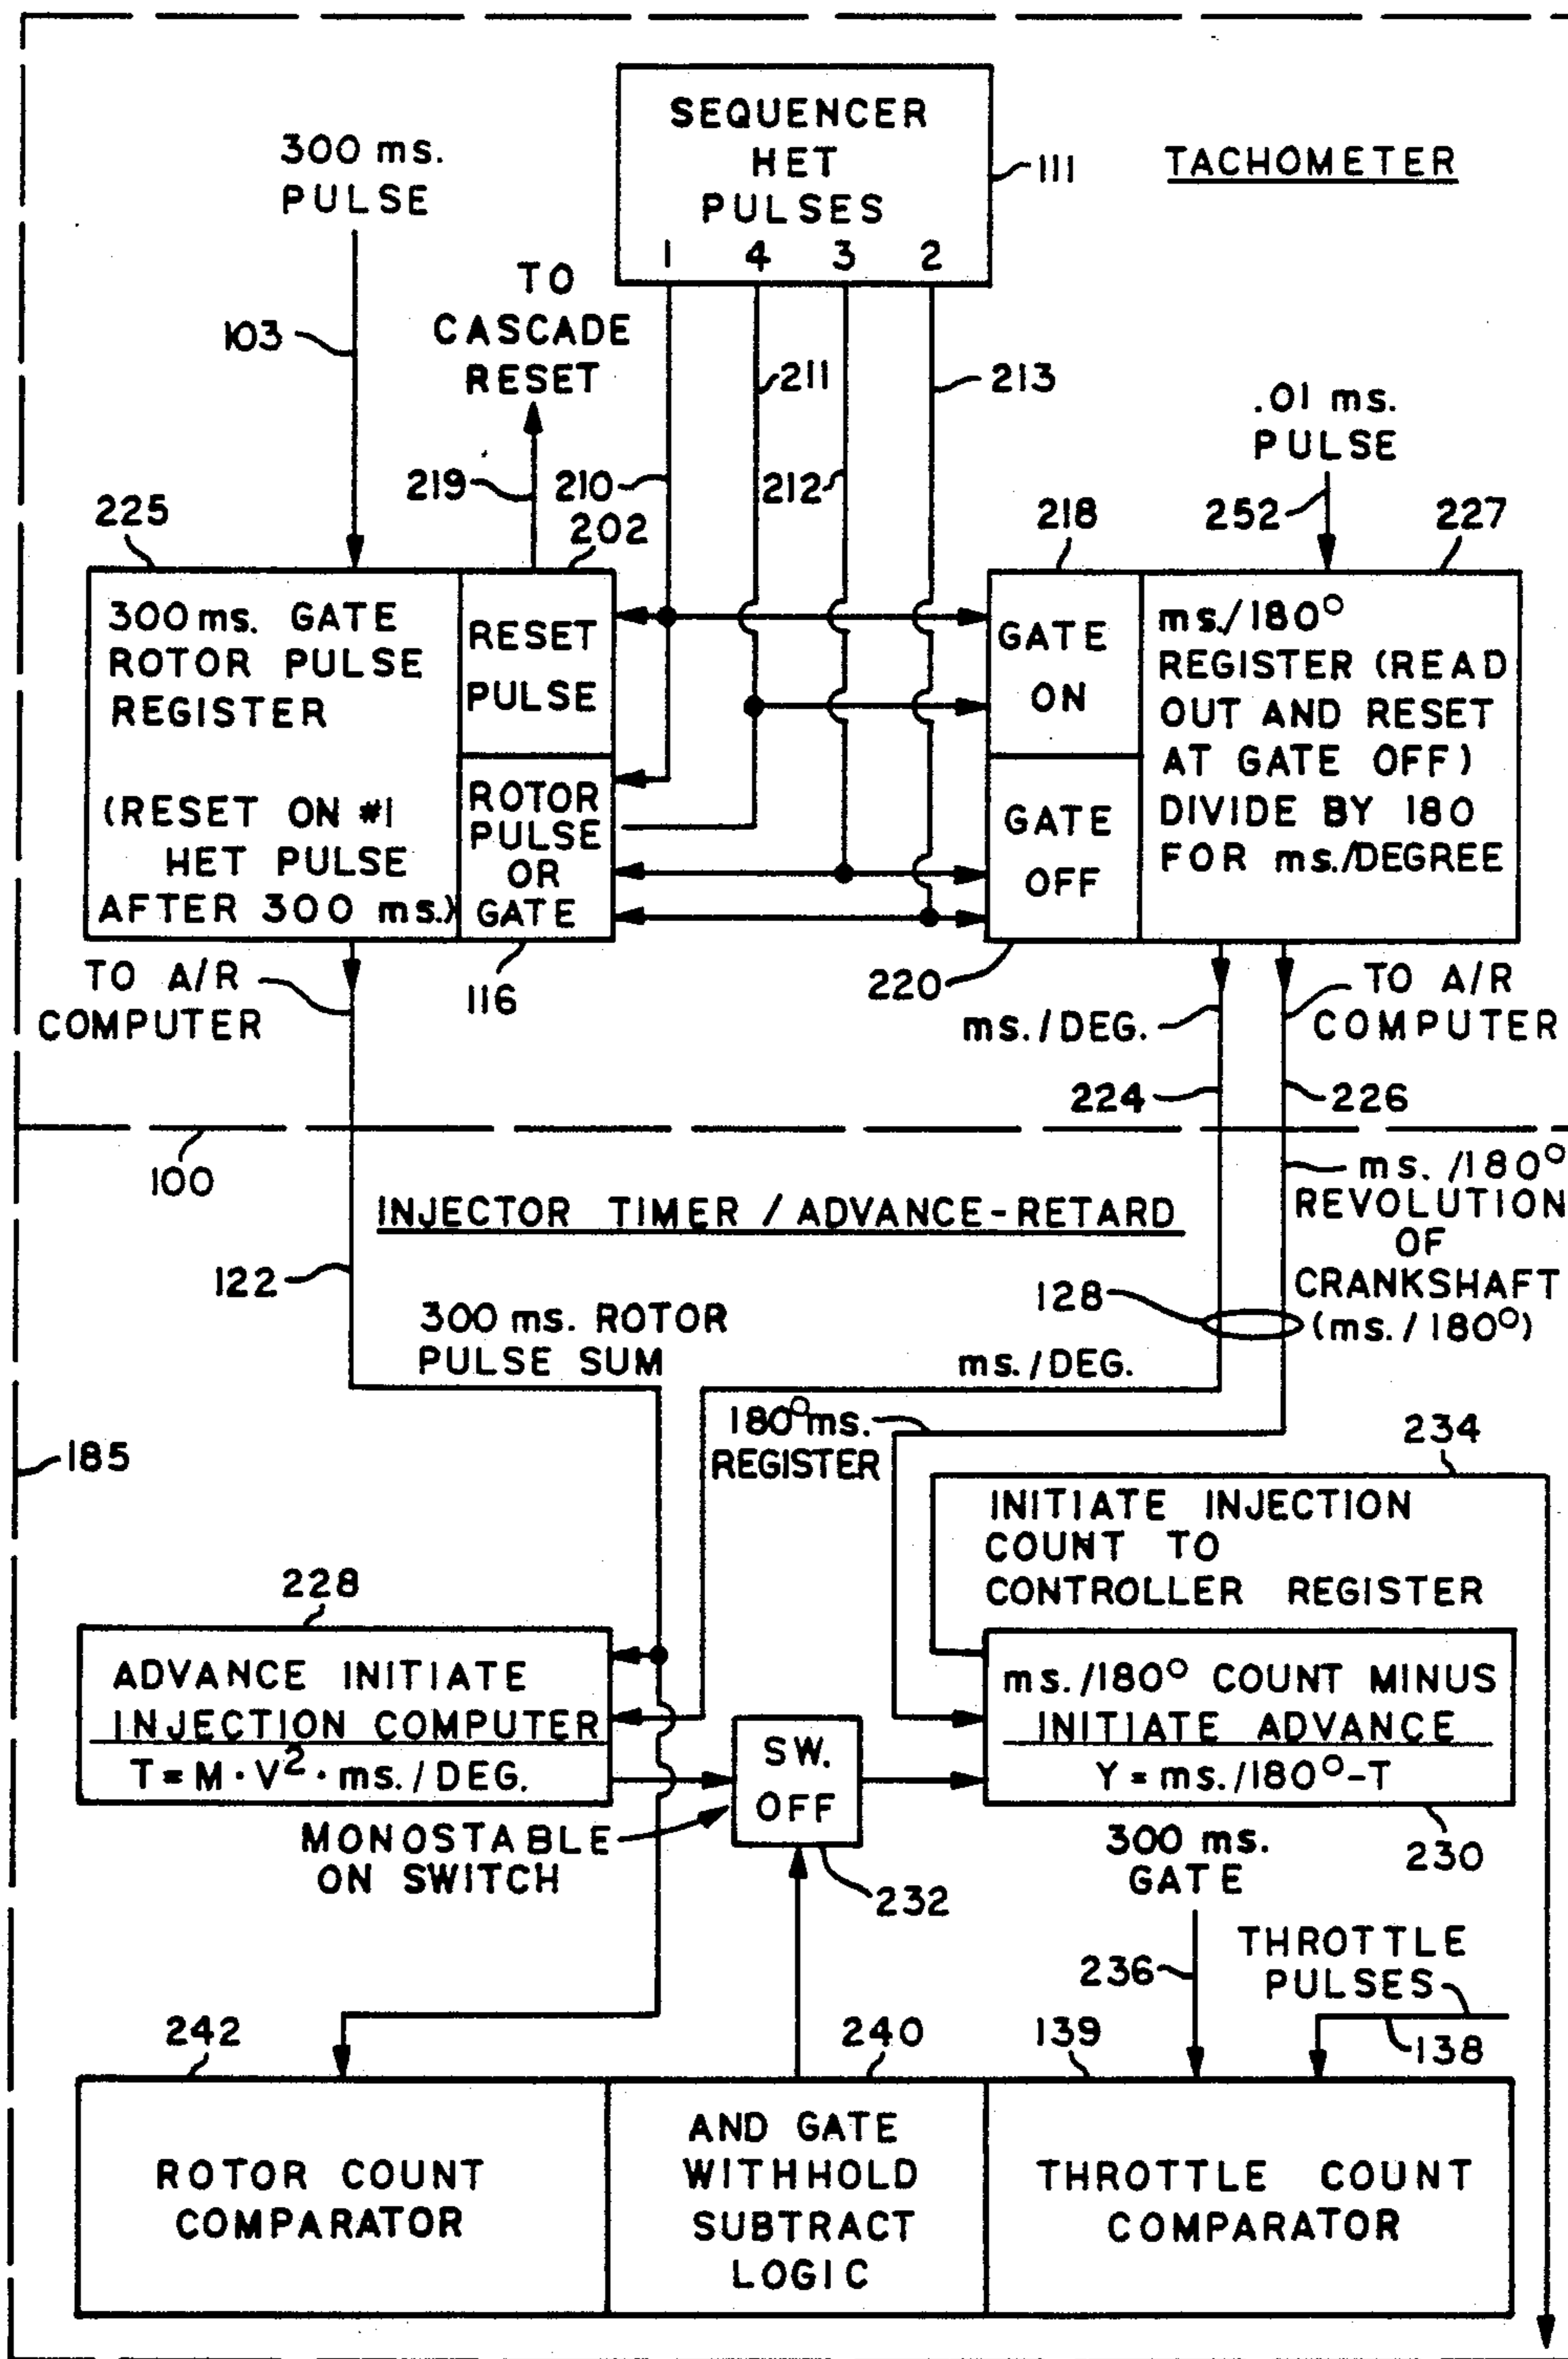 SEQUENCER
HET
PULSES
1 4 3 2
111
TACHOMETER
300 ms.
PULSE
103
TO
CASCADE
RESET
219
210
211
212
213
.01 ms.
PULSE
252
225
202
218
227
300 ms. GATE
ROTOR PULSE
REGISTER
(RESET ON #1
HET PULSE
AFTER 300 ms.)
RESET
PULSE
ROTOR
PULSE
OR
GATE
GATE
ON
GATE
OFF
ms./180°
REGISTER (READ
OUT AND RESET
AT GATE OFF)
DIVIDE BY 180
FOR ms./DEGREE
TO A/R
COMPUTER
116
220
ms./DEG.
TO A/R
COMPUTER
224
226
100
INJECTOR TIMER / ADVANCE-RETARD
ms./180°
REVOLUTION
OF
CRANKSHAFT
(ms./180°)
122
128
300 ms. ROTOR
PULSE SUM
ms./DEG.
180° ms.
REGISTER
234
185
INITIATE INJECTION
COUNT TO
CONTROLLER REGISTER
228
ADVANCE INITIATE
INJECTION COMPUTER
T = M · V² · ms./DEG.
SW.
OFF
ms./180° COUNT MINUS
INITIATE ADVANCE
Y = ms./180° - T
MONOSTABLE
ON SWITCH
232
300 ms.
GATE
230
236
THROTTLE
PULSES
138
242
240
139
ROTOR COUNT
COMPARATOR
AND GATE
WITHHOLD
SUBTRACT
LOGIC
THROTTLE COUNT
COMPARATOR